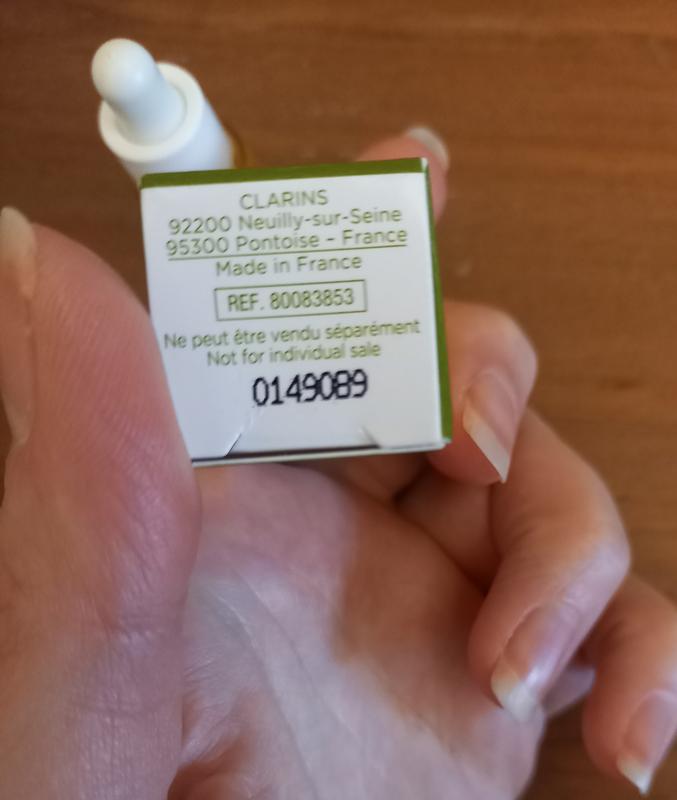 CLARINS
92200 Neuilly-sur-Seine
95300 Pontoise - France
Made in France
REF. 80083853
Ne peut être vendu séparément
Not for individual sale
0149089